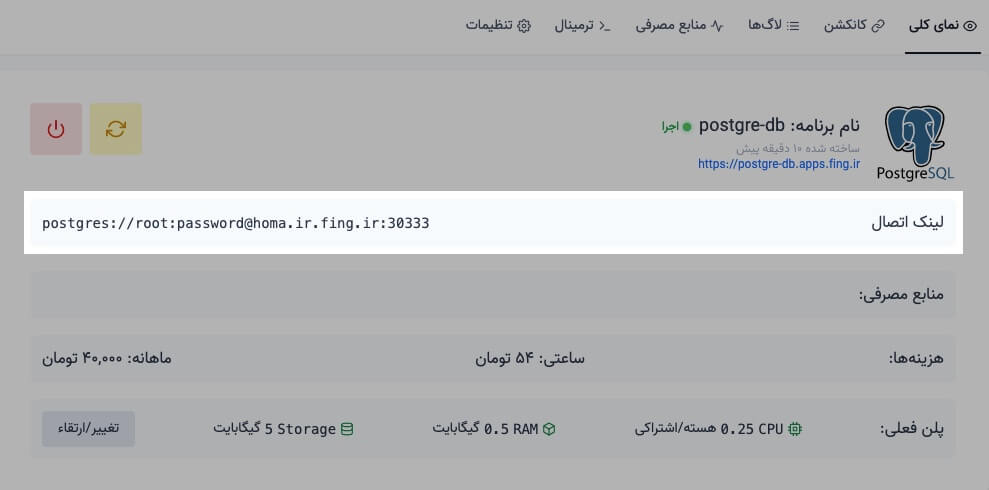 نمای کلی کانکشن لاگ‌ها منابع مصرفی ترمینال تنظیمات
نام برنامه: postgre-db اجرا
ساخته شده ۱۰ دقیقه پیش
https://postgre-db.apps.fing.ir
PostgreSQL
لینک اتصال postgres://root:password@homa.ir.fing.ir:30333
منابع مصرفی:
هزینه‌ها: ساعتی: ۵۴ تومان ماهانه: ۴۰,۰۰۰ تومان
پلن فعلی: CPU 0.25 هسته/اشتراکی RAM 0.5 گیگابایت Storage 5 گیگابایت تغییر/ارتقاء